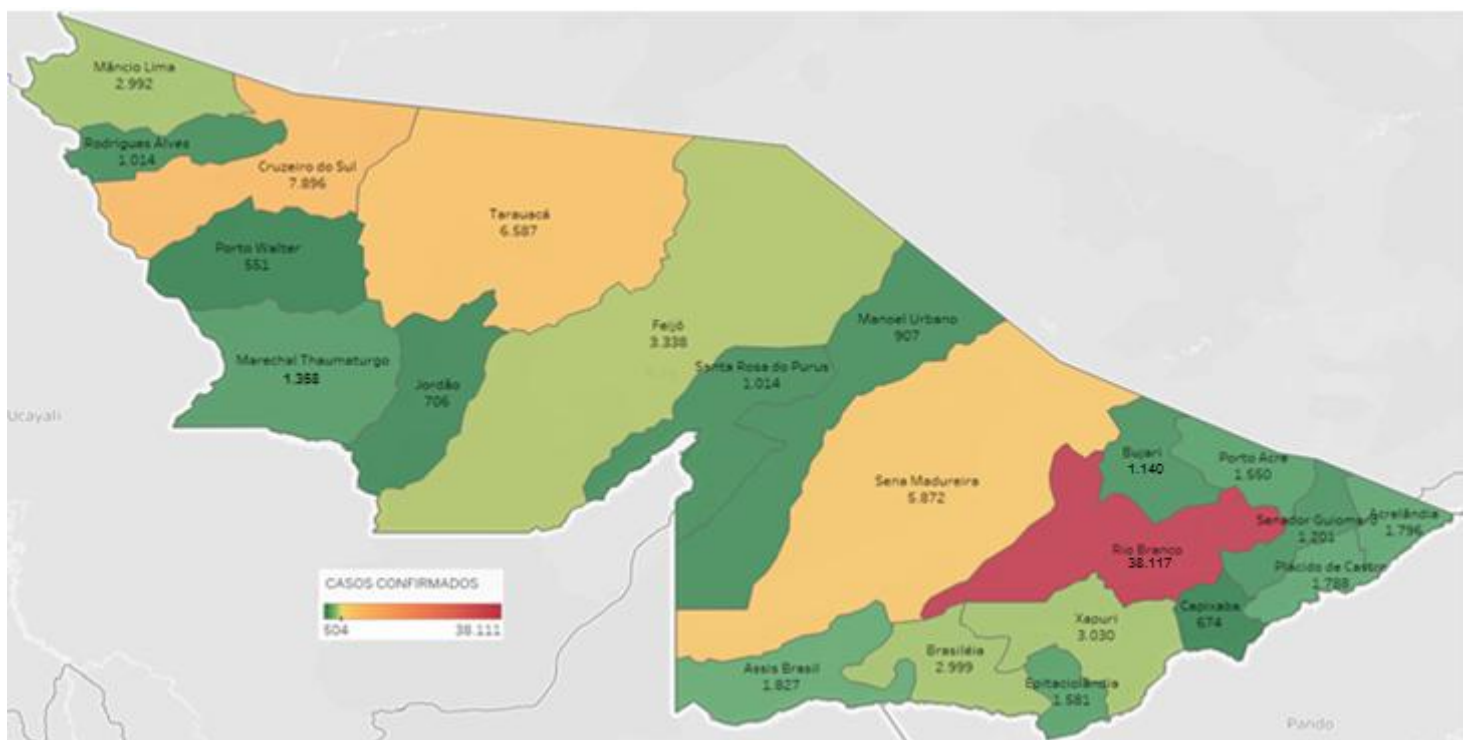 Mâncio Lima
2.992
Rodrigues Alves
1.014
Cruzeiro do Sul
7.896
Tarauacá
6.587
Porto Walter
551
Feijó
3.338
Manoel Urbano
907
Marechal Thaumaturgo
1.368
Jordão
706
Santa Rosa do Purus
1.014
Ucayali
Sena Madureira
5.872
Bujari
1.140
Porto Acre
1.550
Senador Guiomard
1.201
Acrelândia
1.796
Rio Branco
38.117
Plácido de Castro
1.788
CASOS CONFIRMADOS
504
38.111
Capixaba
674
Xapuri
3.030
Brasiléia
2.999
Assis Brasil
1.827
Epitaciolândia
1.581
Pando